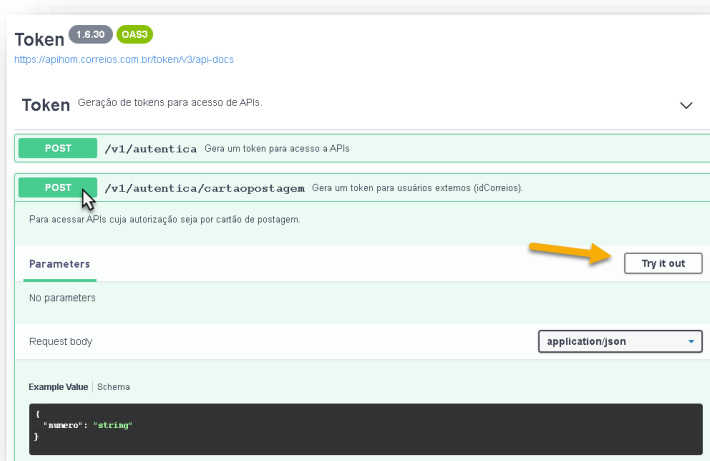 Token 1.6.30 OAS3
https://apihom.correios.com.br/token/v3/api-docs
Token Geração de tokens para acesso de APIs.
POST /v1/autentica Gera um token para acesso a APIs
POST /v1/autentica/cartaopostagem Gera um token para usuários externos (idCorreios).
Para acessar APIs cuja autorização seja por cartão de postagem.
Parameters Try it out
No parameters
Request body application/json
Example Value Schema
{
"numero": "string"
}